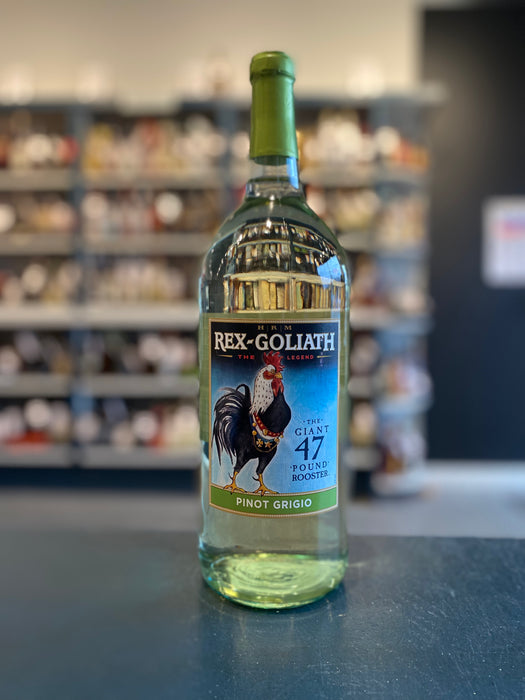 H | R | M
REX-GOLIATH
THE LEGEND
·THE·
GIANT
47
·POUND·
ROOSTER
PINOT GRIGIO